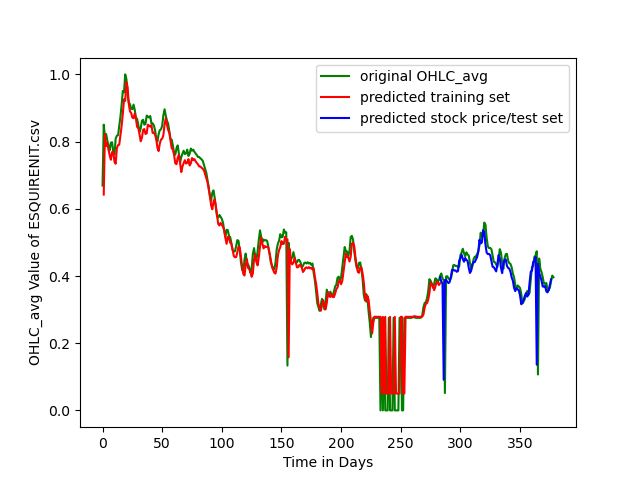 original OHLC_avg
predicted training set
predicted stock price/test set
OHLC_avg Value of ESQUIRENIT.csv
1.0
0.8
0.6
0.4
0.2
0.0
0 50 100 150 200 250 300 350
Time in Days